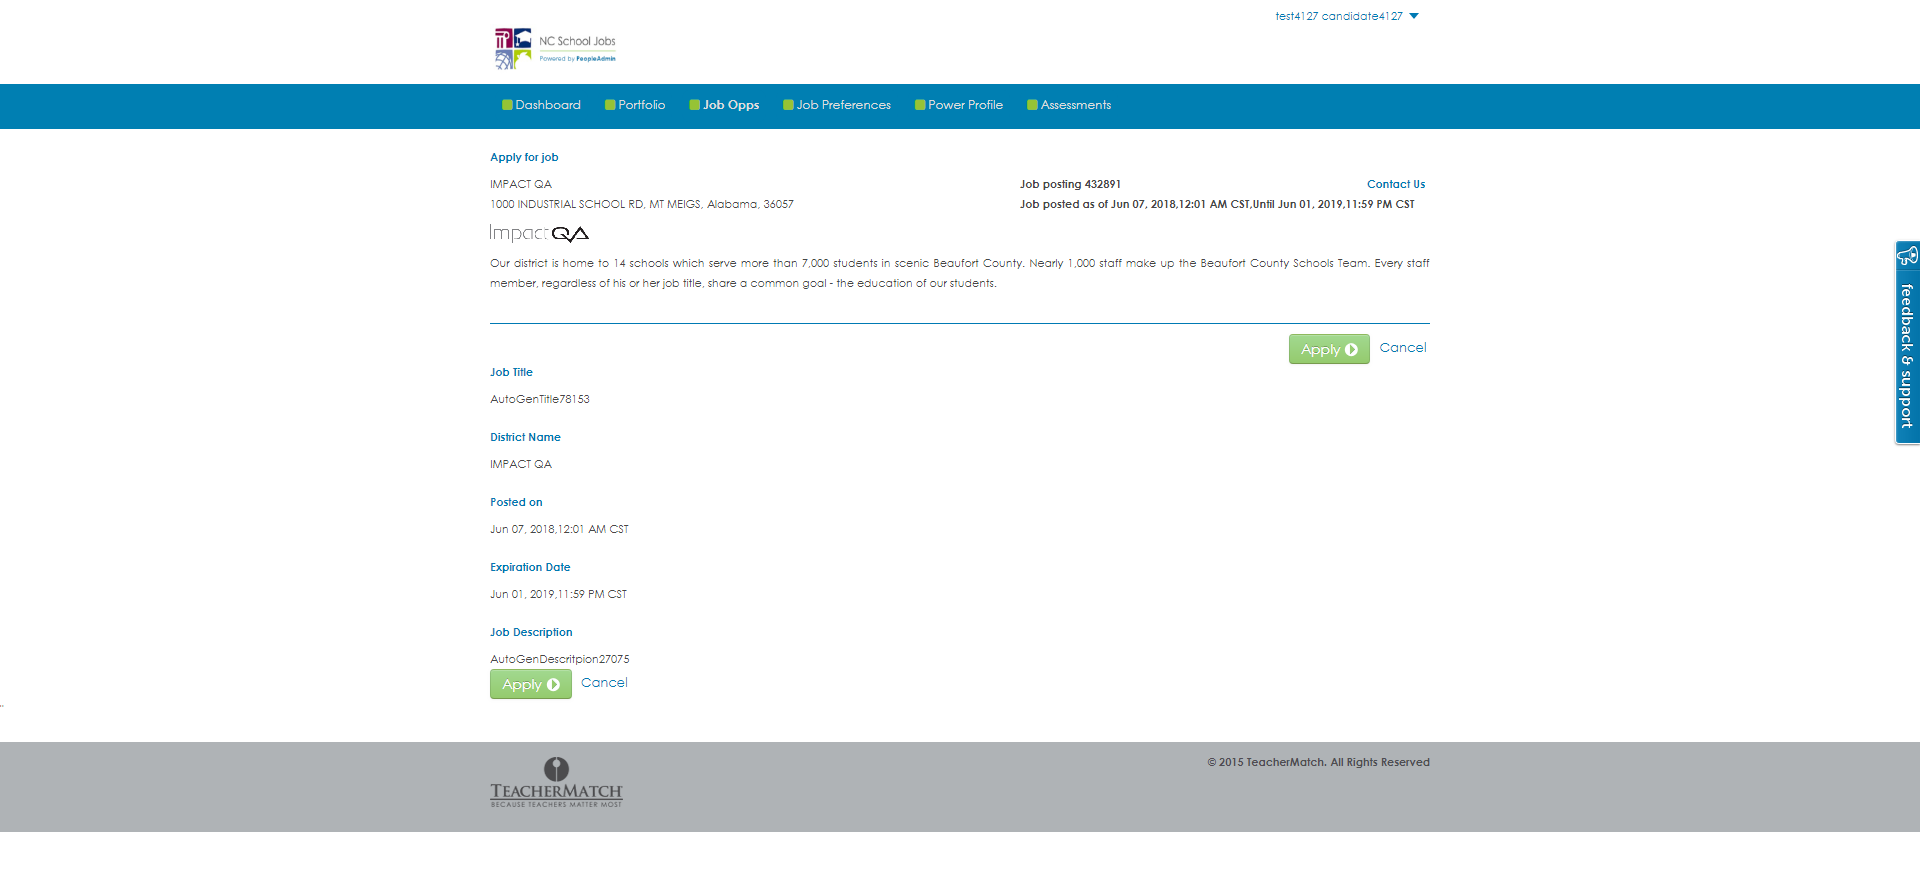 test4127 candidate4127
NC School Jobs
Powered by PeopleAdmin
Dashboard Portfolio Job Opps Job Preferences Power Profile Assessments
Apply for job
IMPACT QA
Job posting 432891
Contact Us
1000 INDUSTRIAL SCHOOL RD, MT MEIGS, Alabama, 36057
Job posted as of Jun 07, 2018,12:01 AM CST,Until Jun 01, 2019,11:59 PM CST
Impact QA
Our district is home to 14 schools which serve more than 7,000 students in scenic Beaufort County. Nearly 1,000 staff make up the Beaufort County Schools Team. Every staff
member, regardless of his or her job title, share a common goal - the education of our students.
feedback & support
Apply Cancel
Job Title
AutoGenTitle78153
District Name
IMPACT QA
Posted on
Jun 07, 2018,12:01 AM CST
Expiration Date
Jun 01, 2019,11:59 PM CST
Job Description
AutoGenDescritpion27075
Apply Cancel
© 2015 TeacherMatch. All Rights Reserved
TEACHERMATCH
BECAUSE TEACHERS MATTER MOST